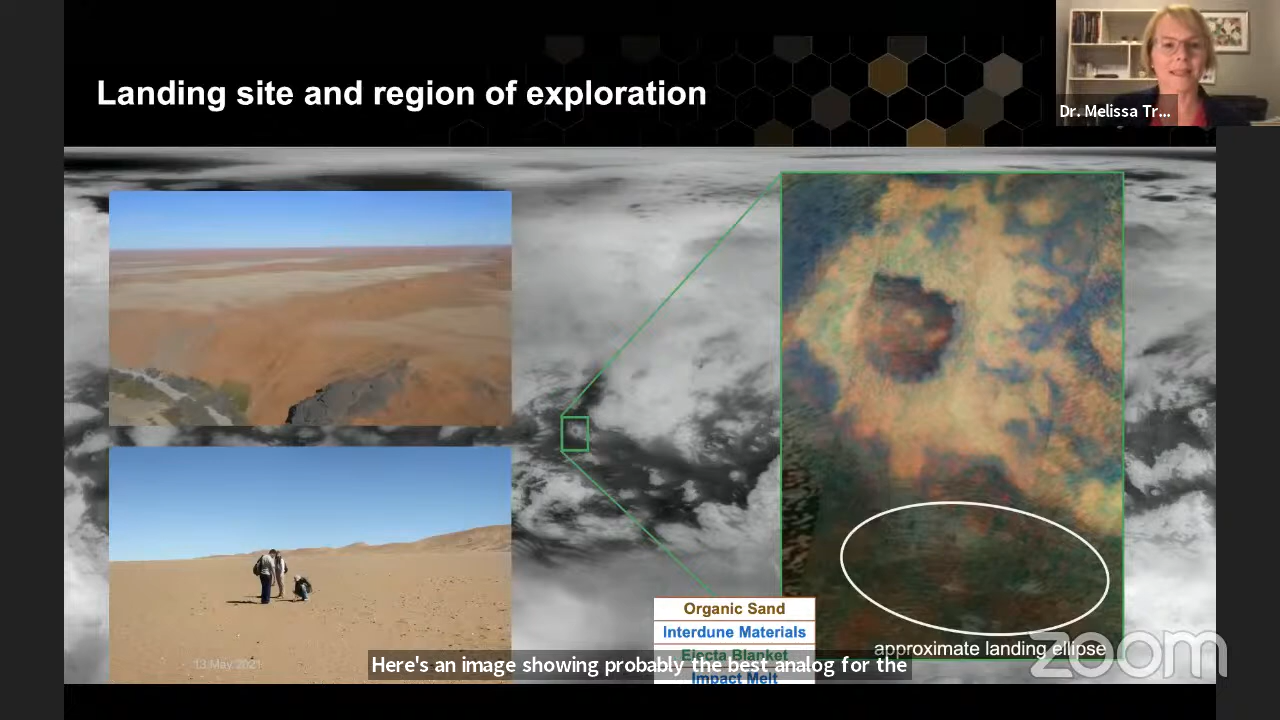 Landing site and region of exploration
Dr. Melissa Tr...
Organic Sand
Interdune Materials
Ejecta Blanket
Impact Melt
approximate landing ellipse
13 May 2021
Here's an image showing probably the best analog for the
zoom